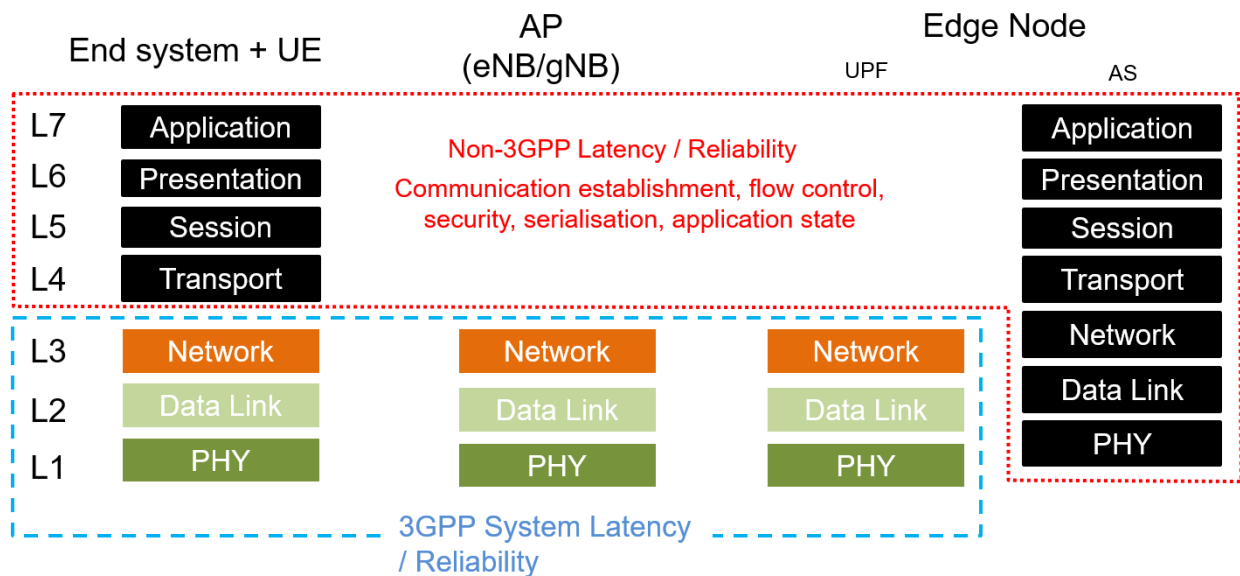 End system + UE
AP
(eNB/gNB)
Edge Node
UPF
AS
L7
Application
Application
Non-3GPP Latency / Reliability
L6
Presentation
Presentation
Communication establishment, flow control,
security, serialisation, application state
L5
Session
Session
L4
Transport
Transport
L3
Network
Network
Network
Network
L2
Data Link
Data Link
Data Link
Data Link
L1
PHY
PHY
PHY
PHY
3GPP System Latency
/ Reliability